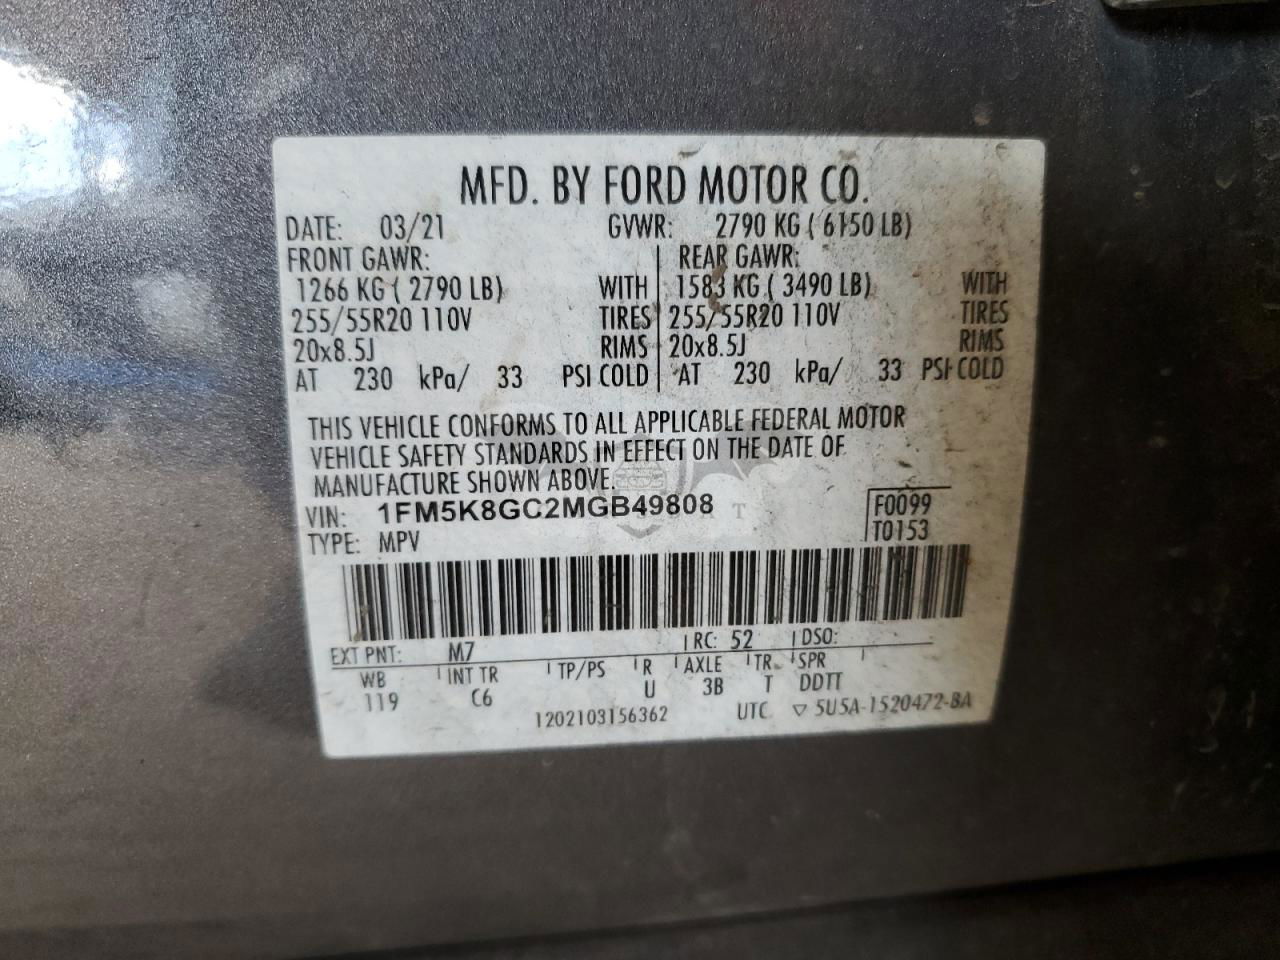 MFD. BY FORD MOTOR CO.
DATE: 03/21 GVWR: 2790 KG ( 6150 LB)
FRONT GAWR: REAR GAWR:
1266 KG ( 2790 LB) WITH 1583 KG ( 3490 LB) WITH
255/55R20 110V TIRES 255/55R20 110V TIRES
20x8.5J RIMS 20x8.5J RIMS
AT 230 kPa/ 33 PSI COLD AT 230 kPa/ 33 PSI COLD
THIS VEHICLE CONFORMS TO ALL APPLICABLE FEDERAL MOTOR
VEHICLE SAFETY STANDARDS IN EFFECT ON THE DATE OF
MANUFACTURE SHOWN ABOVE.
VIN: 1FM5K8GC2MGB49808 F0099
TYPE: MPV T0153
EXT PNT: M7 RC: 52 DSO:
WB INT TR TP/PS R AXLE TR SPR
119 C6 U 3B T DDTT
1202103156362 UTC ▽ 5U5A-1520472-BA